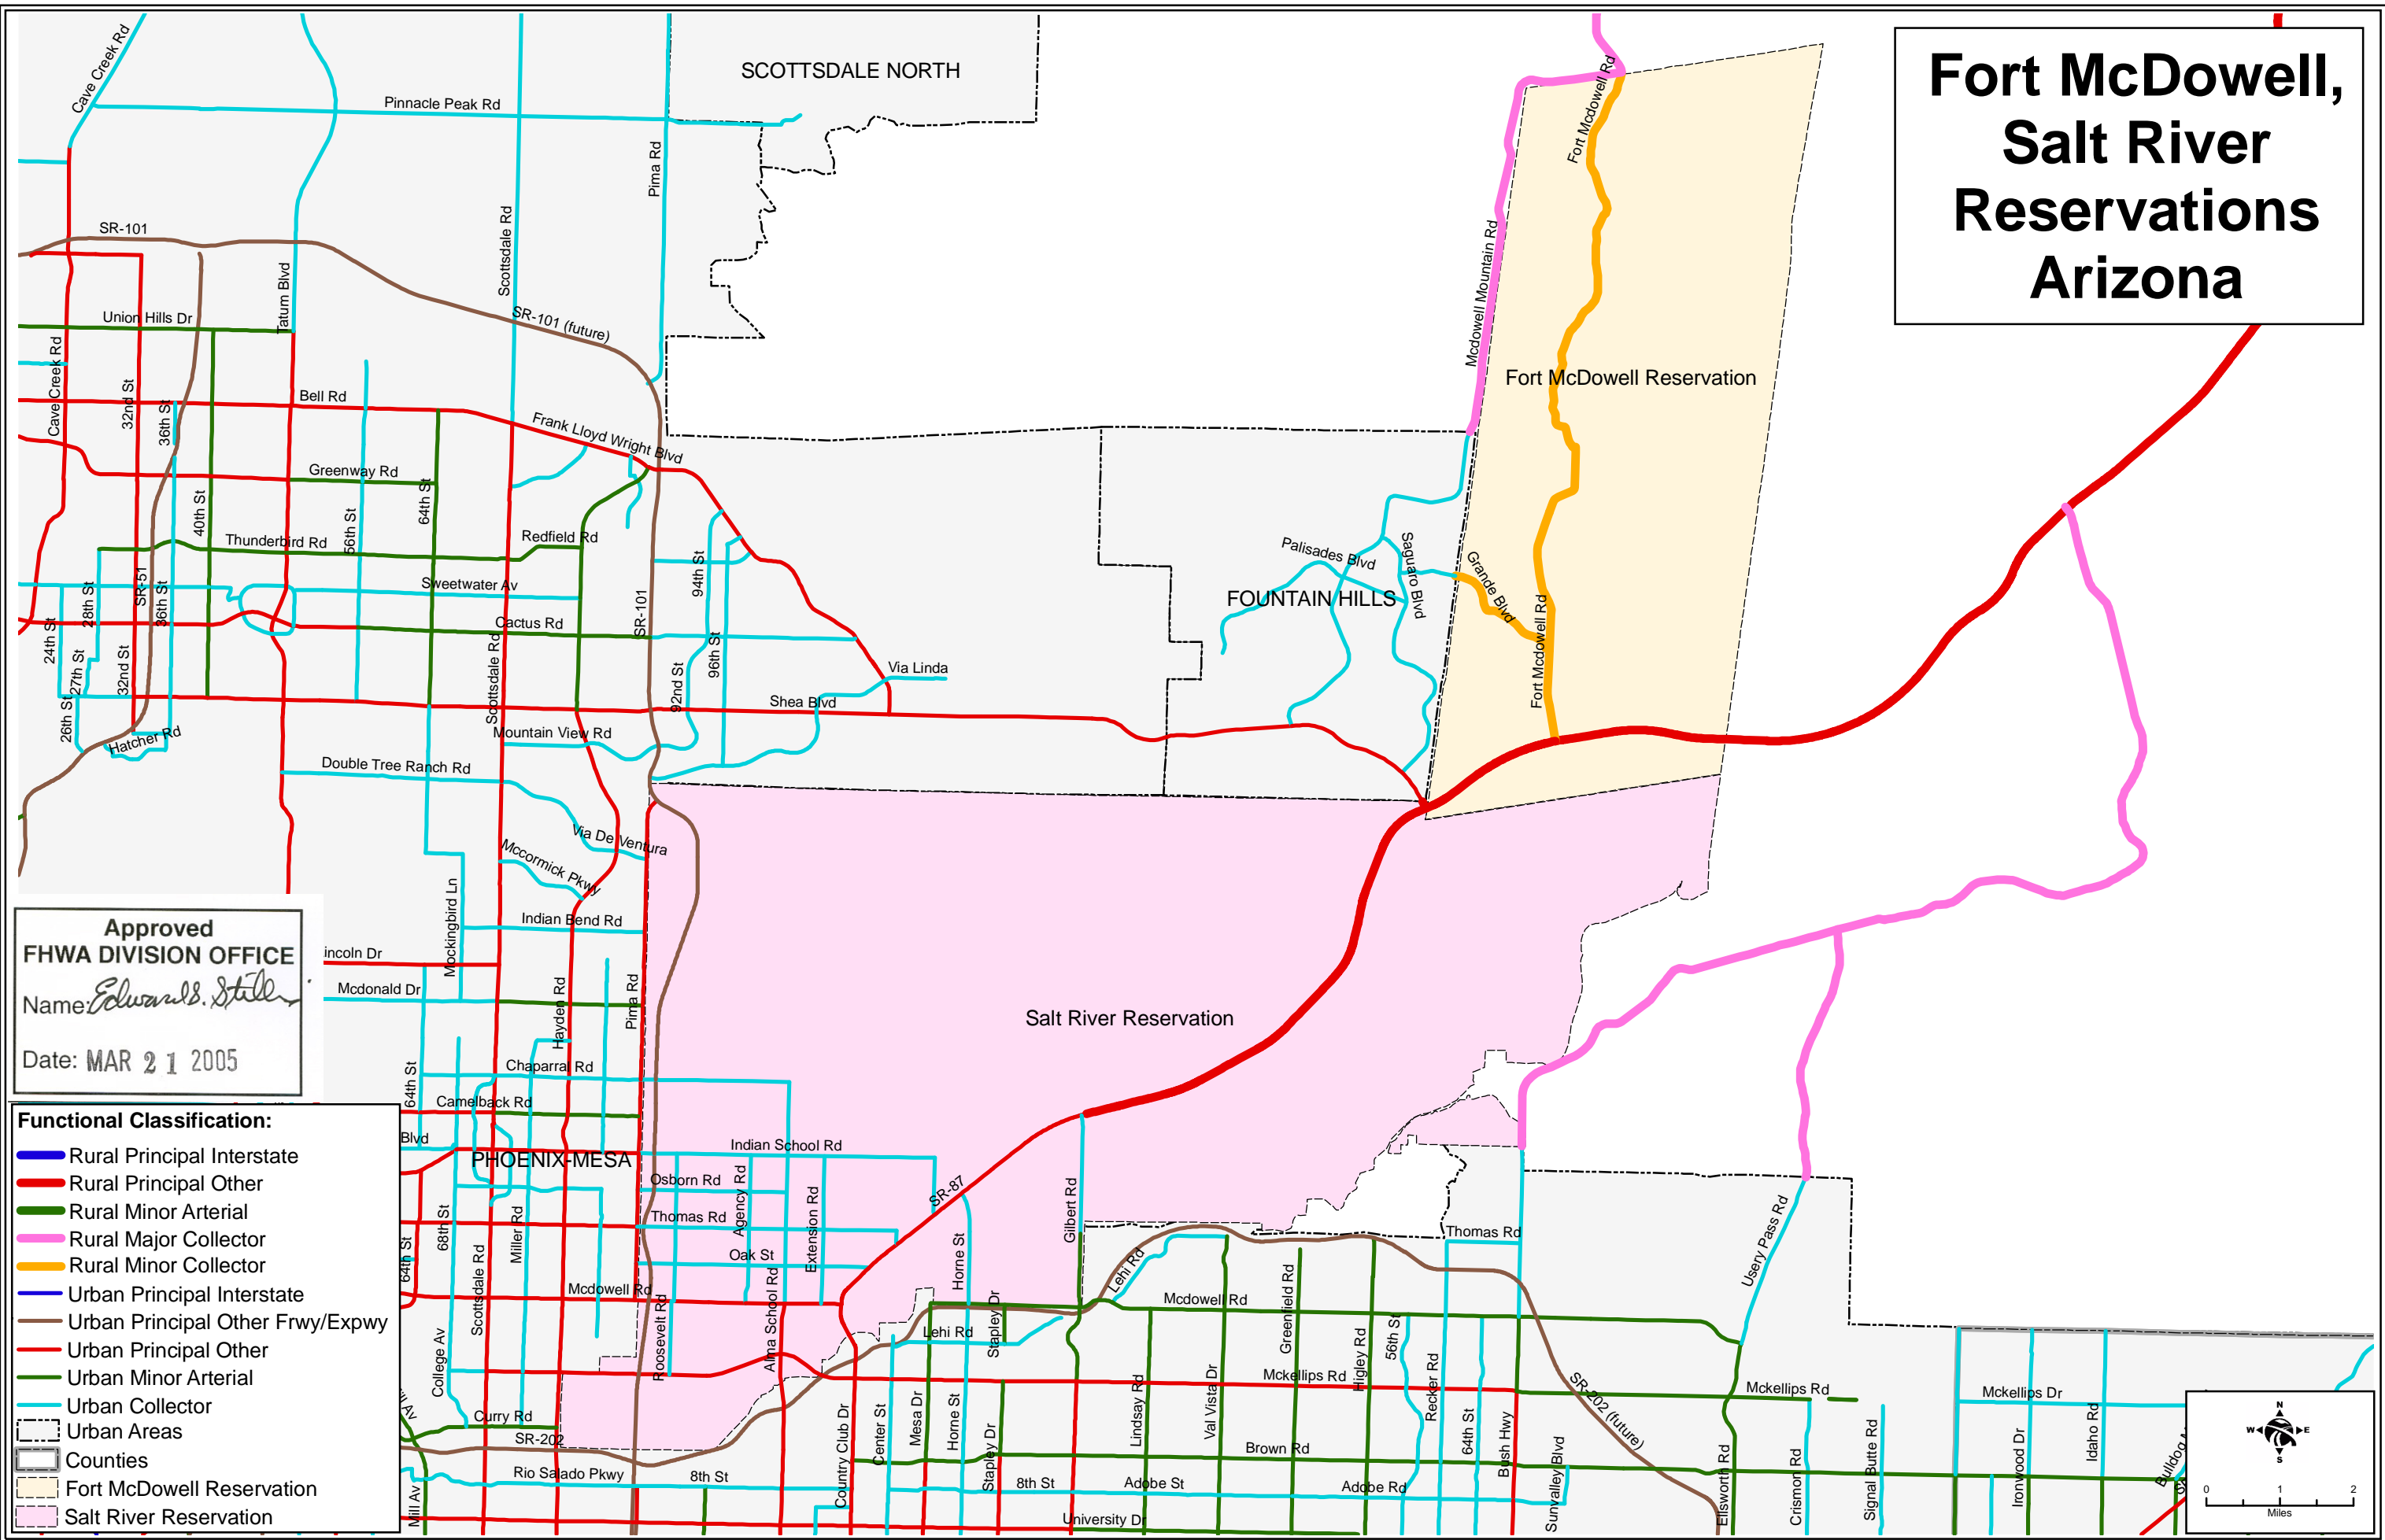 Fort McDowell,
Salt River
Reservations
Arizona
SCOTTSDALE NORTH
Cave Creek Rd
Pinnacle Peak Rd
Pima Rd
Scottsdale Rd
SR-101
Tatum Blvd
SR-101 (future)
Union Hills Dr
Cave Creek Rd
32nd St
36th St
Bell Rd
Frank Lloyd Wright Blvd
Greenway Rd
40th St
56th St
64th St
Thunderbird Rd
Redfield Rd
Sweetwater Av
SR-51
28th St
36th St
24th St
27th St
32nd St
26th St
Cactus Rd
Scottsdale Rd
SR-101
94th St
96th St
92nd St
Via Linda
Shea Blvd
Hatcher Rd
Mountain View Rd
Double Tree Ranch Rd
Via De Ventura
Mccormick Pkwy
Mockingbird Ln
Indian Bend Rd
Fort Mcdowell Rd
Mcdowell Mountain Rd
Fort McDowell Reservation
Palisades Blvd
Saguaro Blvd
Grande Blvd
FOUNTAIN HILLS
Fort Mcdowell Rd
Approved
FHWA DIVISION OFFICE
Name:
Date: MAR 21 2005
incoln Dr
Mcdonald Dr
Hayden Rd
Pima Rd
Salt River Reservation
Chaparral Rd
64th St
Camelback Rd
Blvd
PHOENIX-MESA
Indian School Rd
Osborn Rd
Agency Rd
Extension Rd
SR-87
Gilbert Rd
Thomas Rd
68th St
Miller Rd
64th St
Scottsdale Rd
Oak St
Horne St
Lehi Rd
Mcdowell Rd
Roosevelt Rd
Alma School Rd
Thomas Rd
Usery Pass Rd
Mcdowell Rd
Greenfield Rd
Higley Rd
56th St
Lehi Rd
Stapley Dr
College Av
Mckellips Rd
Recker Rd
SR-202 (future)
Mckellips Rd
Mckellips Dr
Curry Rd
SR-202
Country Club Dr
Center St
Mesa Dr
Horne St
Stapley Dr
Lindsay Rd
Val Vista Dr
64th St
Bush Hwy
Brown Rd
Rio Salado Pkwy
8th St
8th St
Adobe St
Adobe Rd
Sunvalley Blvd
Ellsworth Rd
Crismon Rd
Signal Butte Rd
Ironwood Dr
Idaho Rd
Mill Av
University Dr
Functional Classification:
Rural Principal Interstate
Rural Principal Other
Rural Minor Arterial
Rural Major Collector
Rural Minor Collector
Urban Principal Interstate
Urban Principal Other Frwy/Expwy
Urban Principal Other
Urban Minor Arterial
Urban Collector
Urban Areas
Counties
Fort McDowell Reservation
Salt River Reservation
N
W E
S
0 1 2
Miles